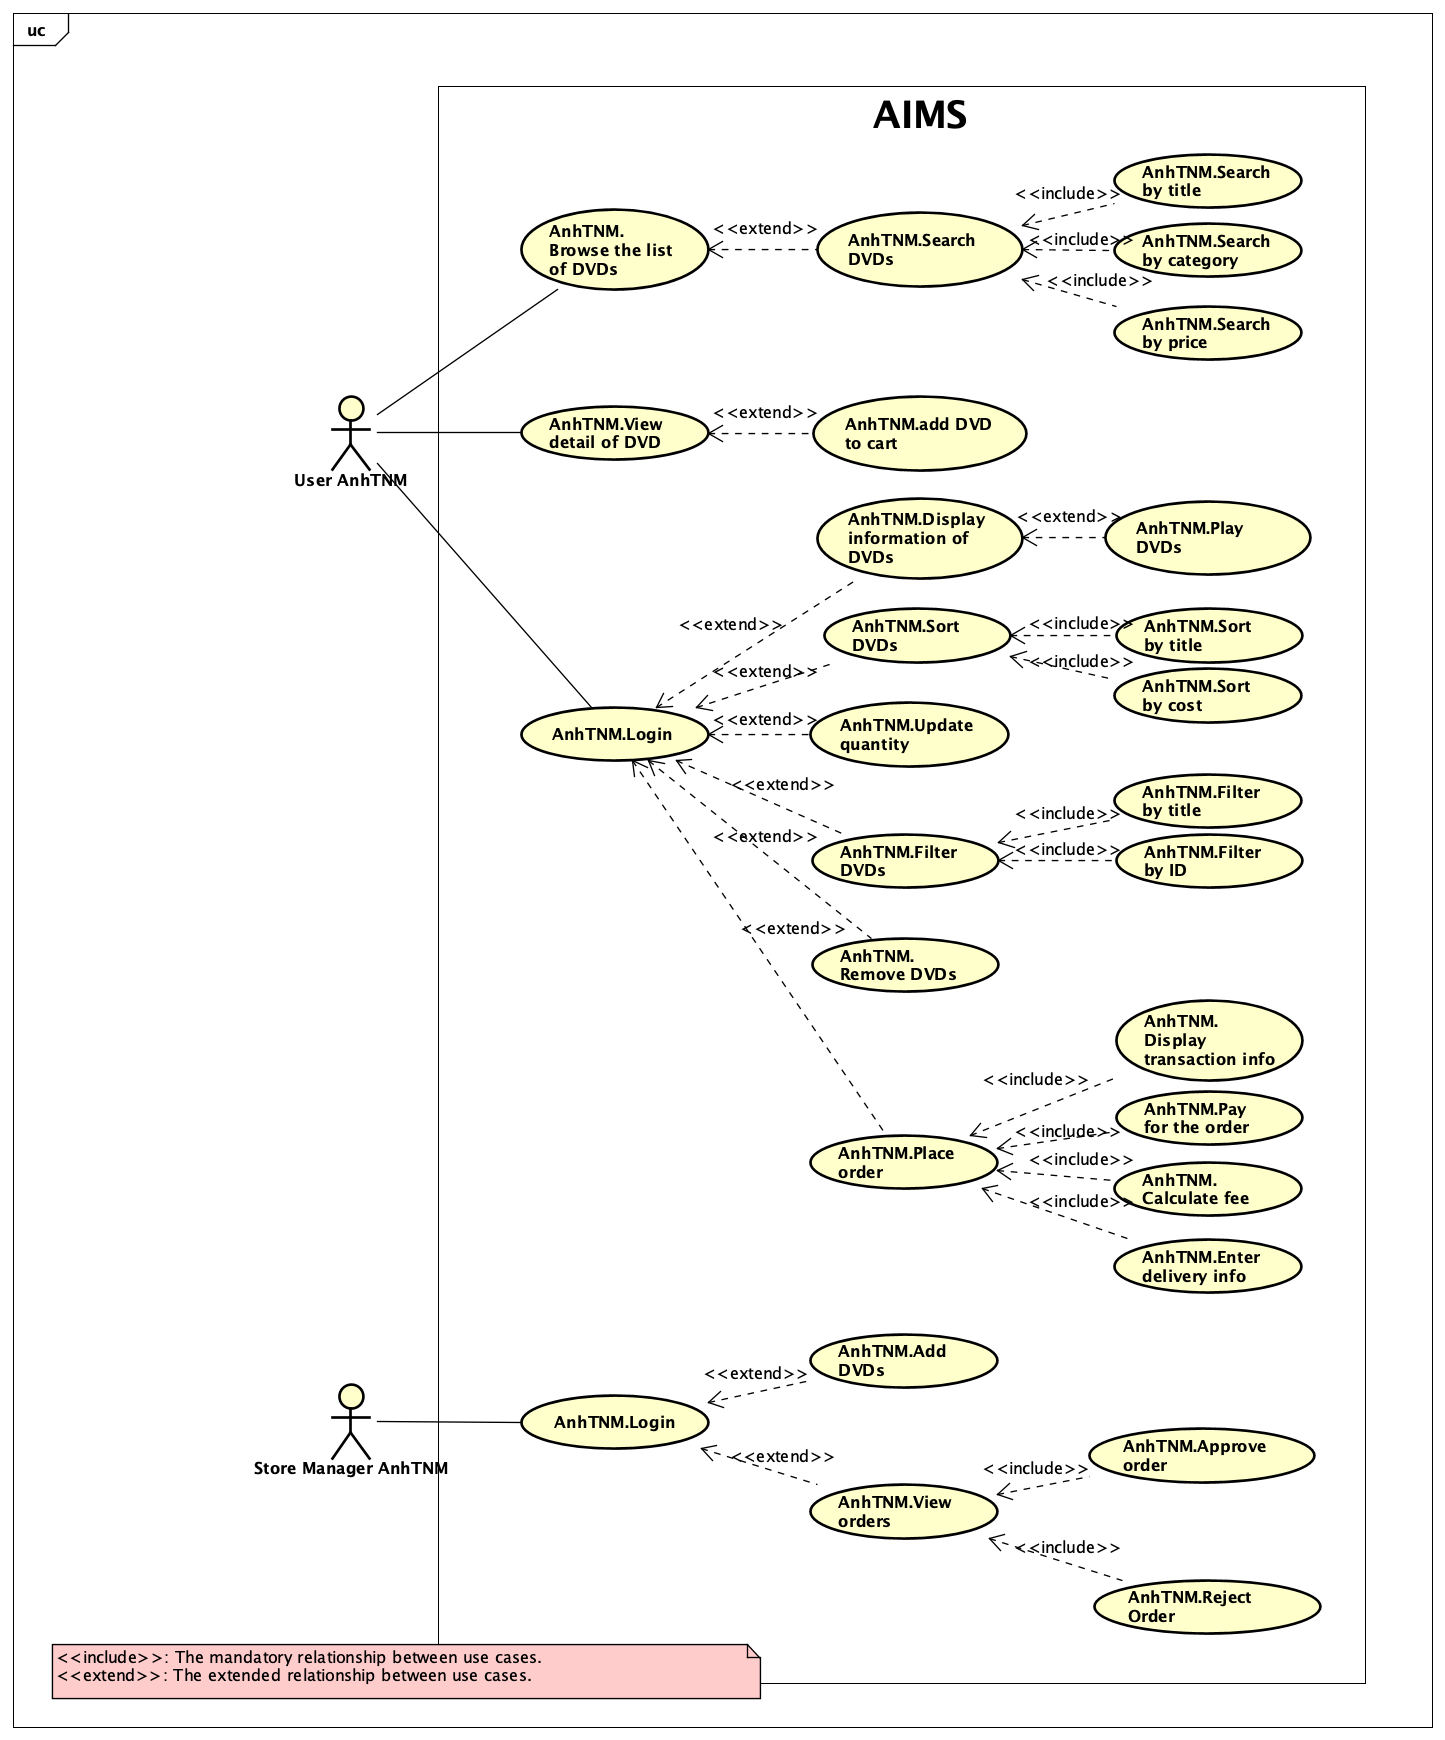 uc
AIMS
AnhTNM.Search
by title
<<include>>
AnhTNM.
Browse the list
of DVDs
<<extend>>
AnhTNM.Search
DVDs
<<include>>
AnhTNM.Search
by category
<<include>>
AnhTNM.Search
by price
User AnhTNM
AnhTNM.View
detail of DVD
<<extend>>
AnhTNM.add DVD
to cart
AnhTNM.Display
information of
DVDs
<<extend>>
AnhTNM.Play
DVDs
<<extend>>
AnhTNM.Sort
DVDs
<<include>>
AnhTNM.Sort
by title
<<extend>>
<<include>>
AnhTNM.Sort
by cost
AnhTNM.Login
<<extend>>
AnhTNM.Update
quantity
<<extend>>
AnhTNM.Filter
DVDs
<<include>>
AnhTNM.Filter
by title
<<include>>
AnhTNM.Filter
by ID
<<extend>>
AnhTNM.
Remove DVDs
<<extend>>
AnhTNM.Place
order
<<include>>
AnhTNM.
Display
transaction info
<<include>>
AnhTNM.Pay
for the order
<<include>>
AnhTNM.
Calculate fee
<<include>>
AnhTNM.Enter
delivery info
Store Manager AnhTNM
AnhTNM.Login
<<extend>>
AnhTNM.Add
DVDs
<<extend>>
AnhTNM.View
orders
<<include>>
AnhTNM.Approve
order
<<include>>
AnhTNM.Reject
Order
<<include>>: The mandatory relationship between use cases.
<<extend>>: The extended relationship between use cases.